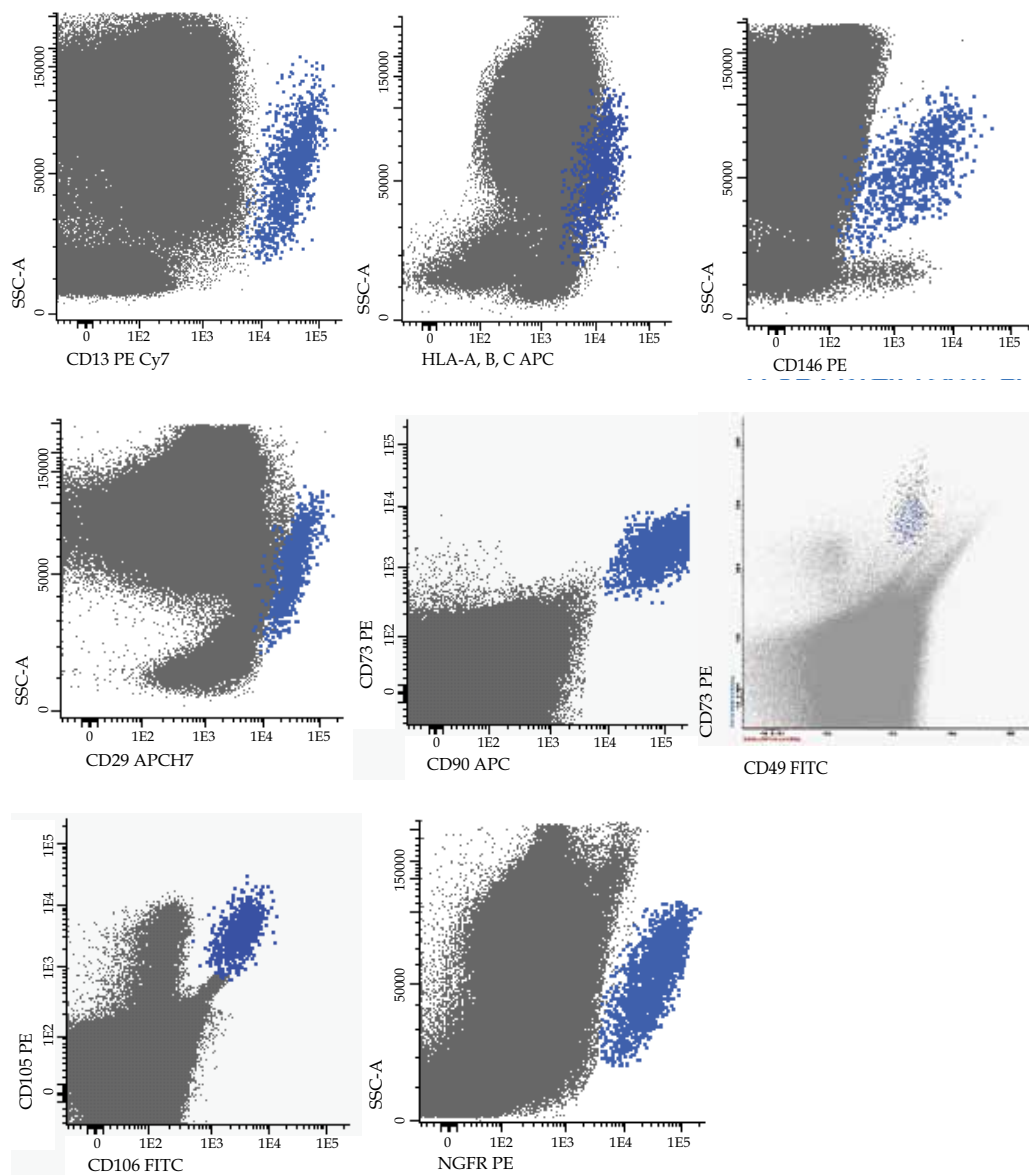 150000
50000
0
SSC-A
0 1E2 1E3 1E4 1E5
CD13 PE Cy7
150000
50000
0
SSC-A
0 1E2 1E3 1E4 1E5
HLA-A, B, C APC
150000
50000
0
SSC-A
0 1E2 1E3 1E4 1E5
CD146 PE
150000
50000
0
SSC-A
0 1E2 1E3 1E4 1E5
CD29 APCH7
1E5
1E4
1E3
1E2
0
CD73 PE
0 1E2 1E3 1E4 1E5
CD90 APC
CD73 PE
CD49 FITC
1E5
1E4
1E3
1E2
0
CD105 PE
0 1E2 1E3 1E4 1E5
CD106 FITC
150000
50000
0
SSC-A
0 1E2 1E3 1E4 1E5
NGFR PE